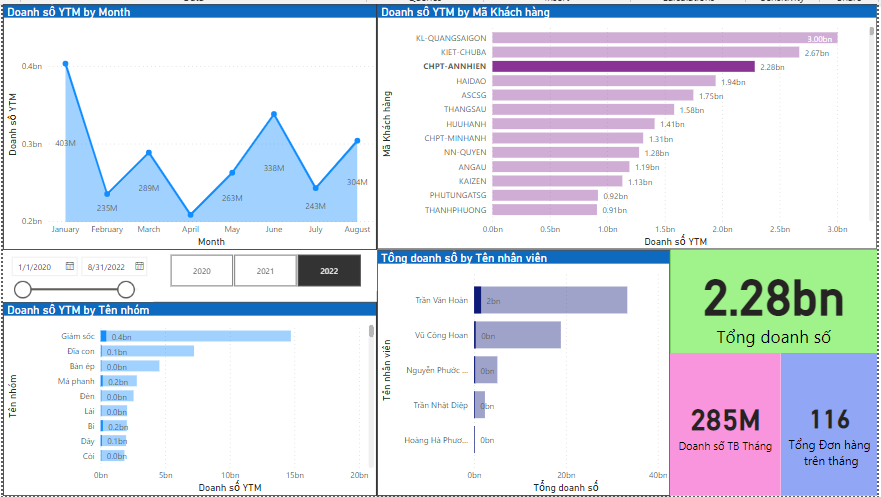 Doanh số YTM by Month
Doanh số YTM
0.4bn
0.3bn
0.2bn
403M
235M
289M
263M
338M
243M
304M
January
February
March
April
May
June
July
August
Month
Doanh số YTM by Mã Khách hàng
Mã Khách hàng
KL-QUANGSAIGON 3.00bn
KIET-CHUBA 2.67bn
CHPT-ANNHIEN 2.28bn
HAIDAO 1.94bn
ASCSG 1.75bn
THANGSAU 1.58bn
HUUHANH 1.41bn
CHPT-MINHANH 1.31bn
NN-QUYEN 1.28bn
ANGAU 1.19bn
KAIZEN 1.13bn
PHUTUNGATSG 0.92bn
THANHPHUONG 0.91bn
0.0bn 0.5bn 1.0bn 1.5bn 2.0bn 2.5bn 3.0bn
Doanh số YTM
1/1/2020
8/31/2022
2020
2021
2022
Doanh số YTM by Tên nhóm
Tên nhóm
Giảm sóc 0.4bn
Đĩa con 0.1bn
Bàn ép 0.0bn
Má phanh 0.2bn
Đèn 0.0bn
Lái 0.0bn
Bi 0.2bn
Dây 0.1bn
Côi 0.0bn
0bn 5bn 10bn 15bn 20bn
Doanh số YTM
Tổng doanh số by Tên nhân viên
Tên nhân viên
Trần Văn Hoàn 2bn
Vũ Công Hoan 0bn
Nguyễn Phước ... 0bn
Trần Nhật Diệp 0bn
Hoàng Hà Phươ... 0bn
0bn 20bn 40bn
Tổng doanh số
2.28bn
Tổng doanh số
285M
Doanh số TB Tháng
116
Tổng Đơn hàng
trên tháng